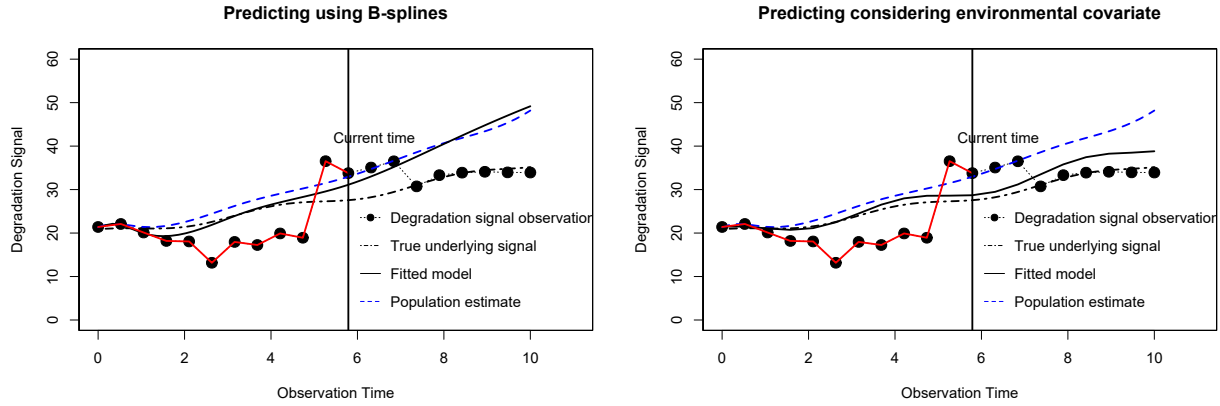 Predicting using B-splines
60
50
40
30
20
10
0
Degradation Signal
Current time
Degradation signal observation
True underlying signal
Fitted model
Population estimate
0 2 4 6 8 10
Observation Time
Predicting considering environmental covariate
60
50
40
30
20
10
0
Degradation Signal
Current time
Degradation signal observation
True underlying signal
Fitted model
Population estimate
0 2 4 6 8 10
Observation Time